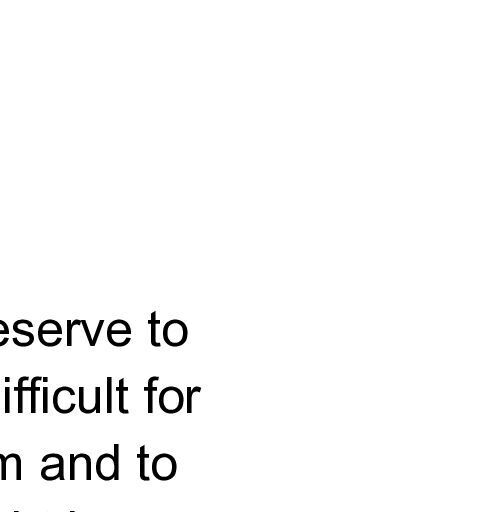 eserve to
ifficult for
m and to